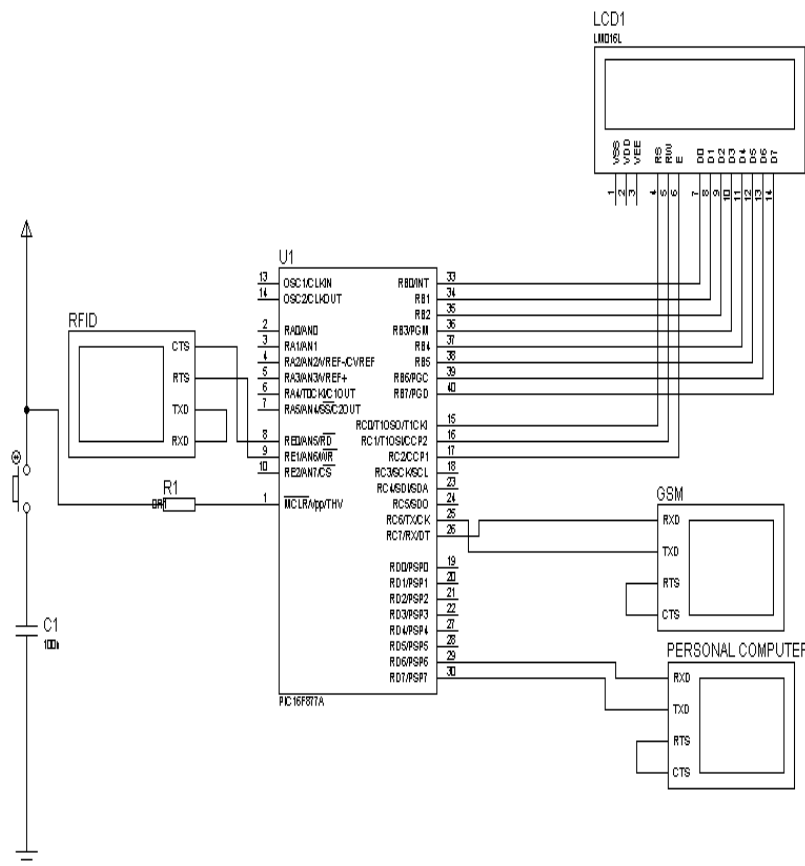 LCD1
LM016L
VSS
VDD
VEE
RS
RW
E
D0
D1
D2
D3
D4
D5
D6
D7
1
2
3
4
5
6
7
8
9
10
11
12
13
14
U1
13 OSC1/CLKIN
14 OSC2/CLKOUT
2 RA0/AN0
3 RA1/AN1
4 RA2/AN2/VREF-/CVREF
5 RA3/AN3/VREF+
6 RA4/T0CKI/C1OUT
7 RA5/AN4/SS/C2OUT
8 RE0/AN5/RD
9 RE1/AN6/WR
10 RE2/AN7/CS
1 MCLR/Vpp/THV
RB0/INT 33
RB1 34
RB2 35
RB3/PGM 36
RB4 37
RB5 38
RB6/PGC 39
RB7/PGD 40
RC0/T1OSO/T1CKI 15
RC1/T1OSI/CCP2 16
RC2/CCP1 17
RC3/SCK/SCL 18
RC4/SDI/SDA 23
RC5/SDO 24
RC6/TX/CK 25
RC7/RX/DT 26
RD0/PSP0 19
RD1/PSP1 20
RD2/PSP2 21
RD3/PSP3 22
RD4/PSP4 27
RD5/PSP5 28
RD6/PSP6 29
RD7/PSP7 30
PIC16F877A
RFID
CTS
RTS
TXD
RXD
R1
C1
100n
GSM
RXD
TXD
RTS
CTS
PERSONAL COMPUTER
RXD
TXD
RTS
CTS